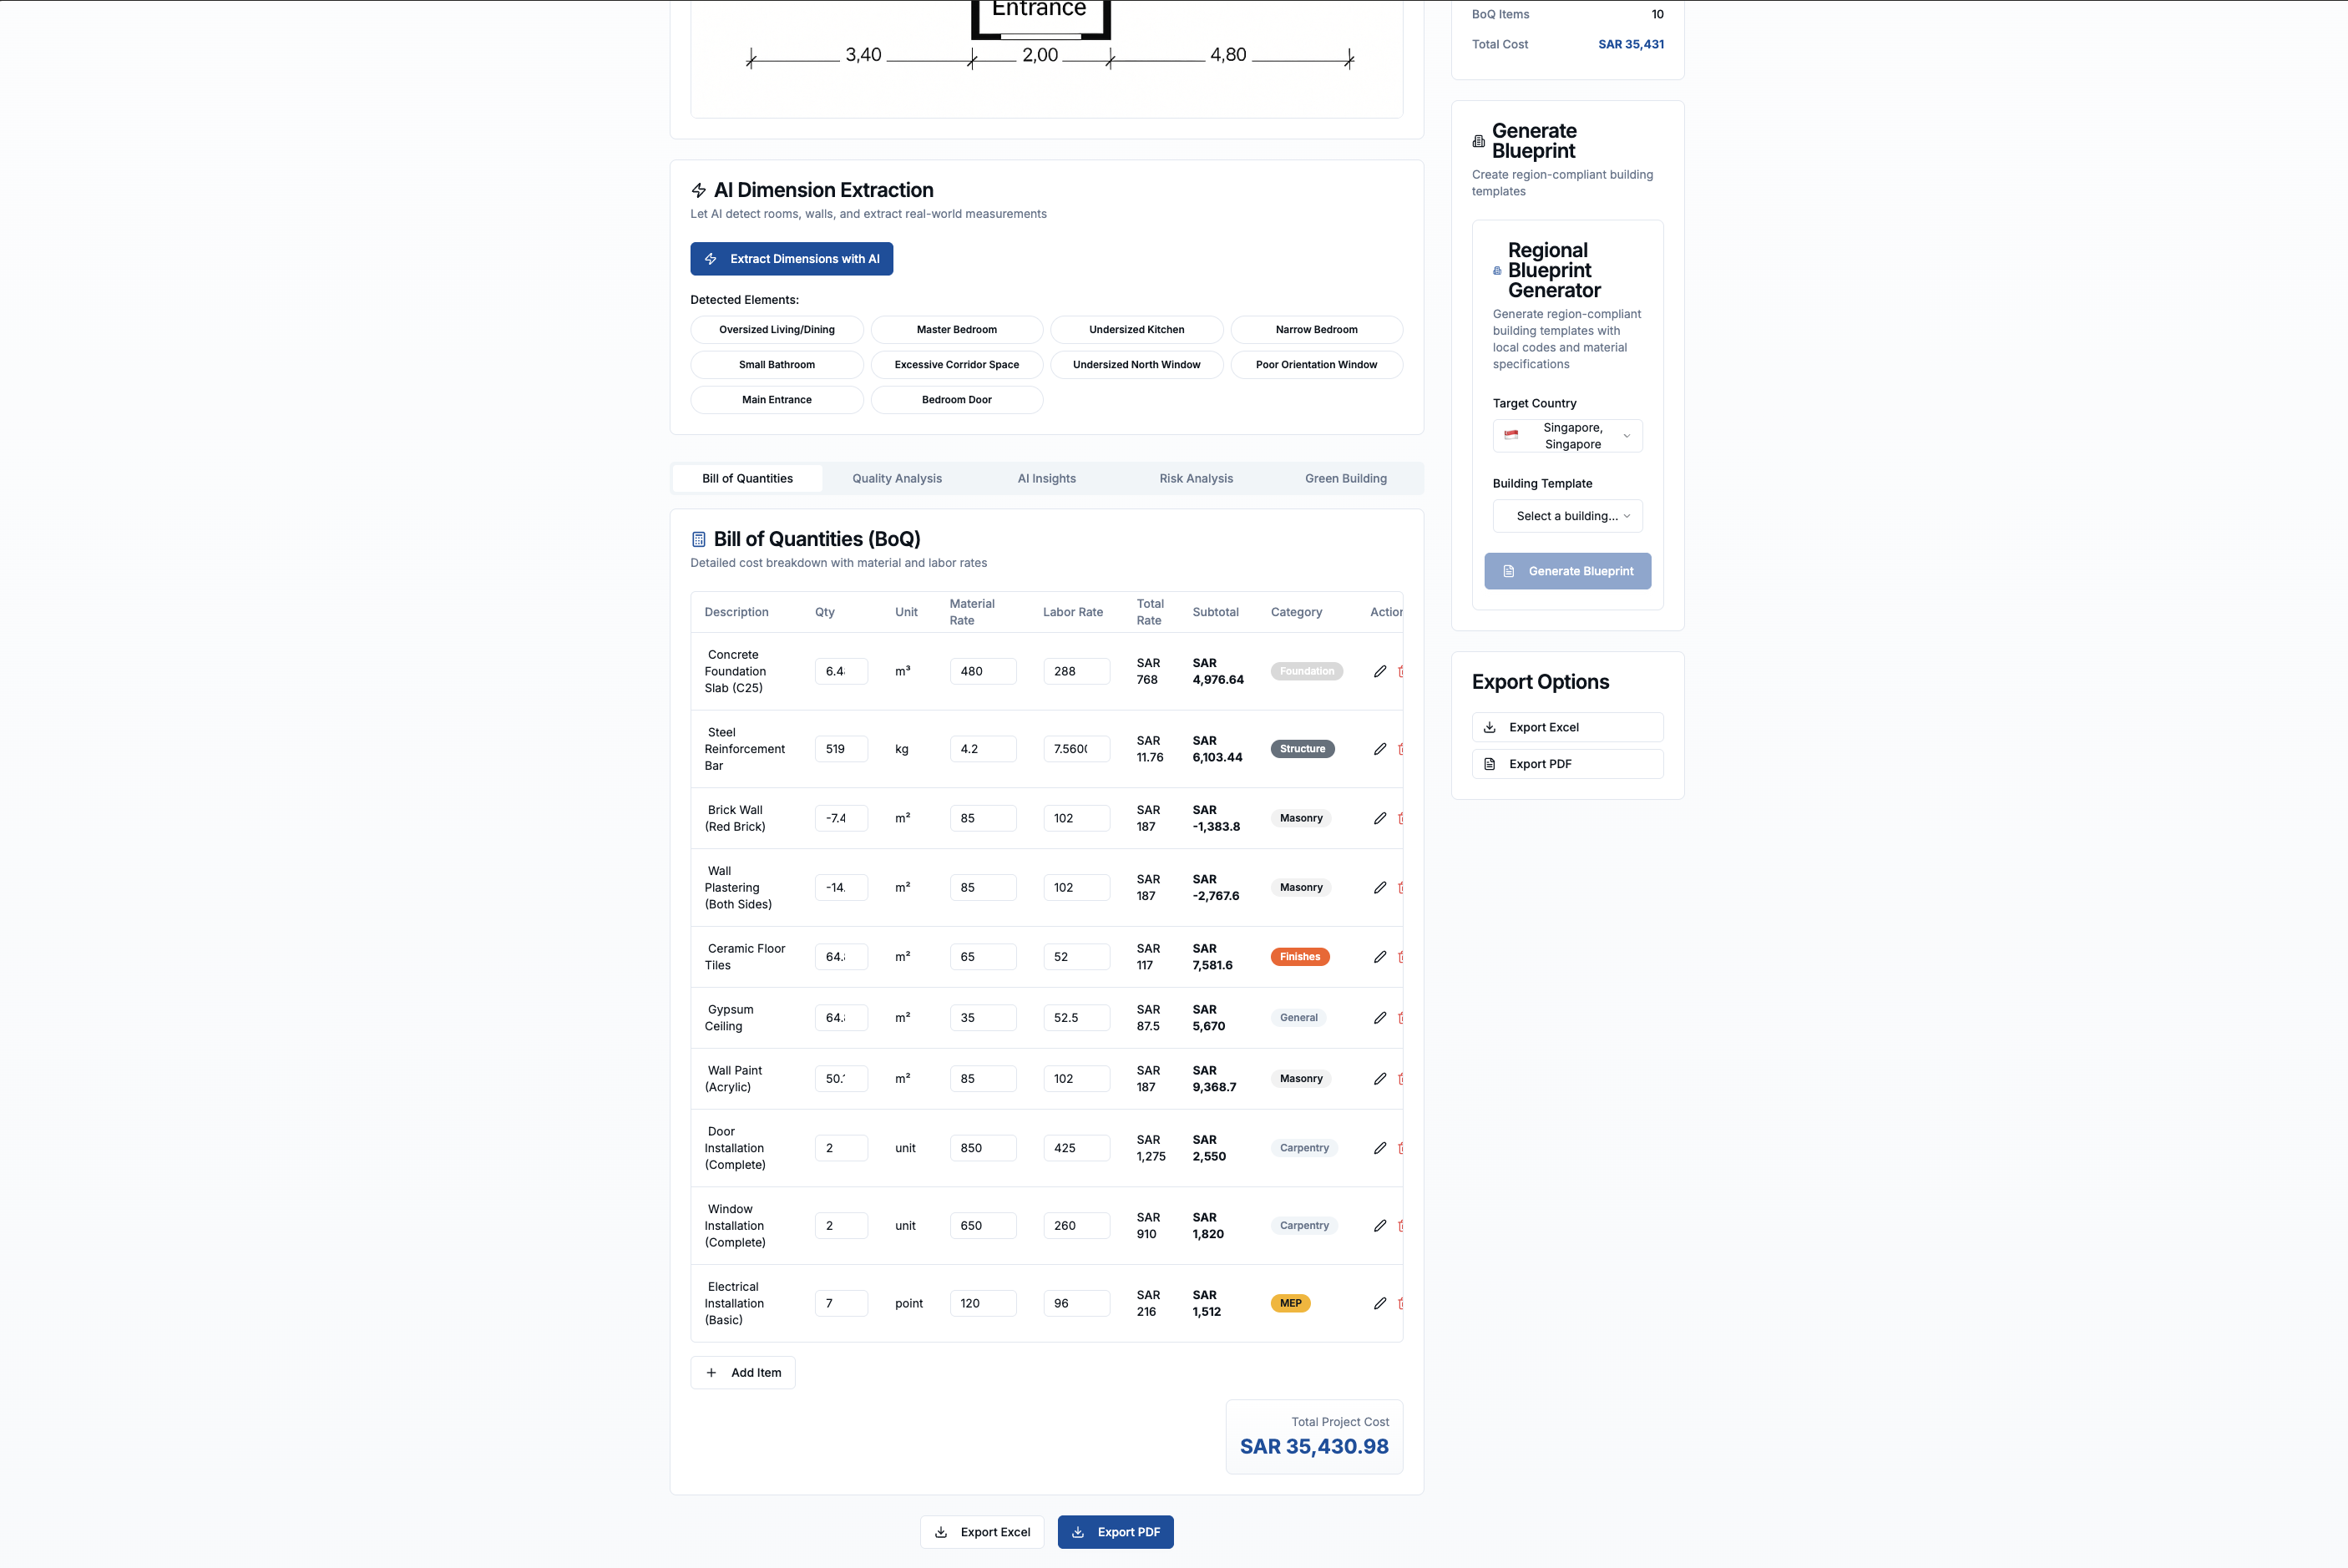 Entrance
3,40
2,00
4,80
AI Dimension Extraction
Let AI detect rooms, walls, and extract real-world measurements
Extract Dimensions with AI
Detected Elements:
Oversized Living/Dining
Master Bedroom
Undersized Kitchen
Narrow Bedroom
Small Bathroom
Excessive Corridor Space
Undersized North Window
Poor Orientation Window
Main Entrance
Bedroom Door
Bill of Quantities
Quality Analysis
AI Insights
Risk Analysis
Green Building
Bill of Quantities (BoQ)
Detailed cost breakdown with material and labor rates
Description
Qty
Unit
Material
Rate
Labor Rate
Total
Rate
Subtotal
Category
Action
Concrete
Foundation
Slab (C25)
6.4
m³
480
288
SAR
768
SAR
4,976.64
Foundation
Steel
Reinforcement
Bar
519
kg
4.2
7.560
SAR
11.76
SAR
6,103.44
Structure
Brick Wall
(Red Brick)
-7.4
m²
85
102
SAR
187
SAR
-1,383.8
Masonry
Wall
Plastering
(Both Sides)
-14.
m²
85
102
SAR
187
SAR
-2,767.6
Masonry
Ceramic Floor
Tiles
64.
m²
65
52
SAR
117
SAR
7,581.6
Finishes
Gypsum
Ceiling
64.
m²
35
52.5
SAR
87.5
SAR
5,670
General
Wall Paint
(Acrylic)
50.
m²
85
102
SAR
187
SAR
9,368.7
Masonry
Door
Installation
(Complete)
2
unit
850
425
SAR
1,275
SAR
2,550
Carpentry
Window
Installation
(Complete)
2
unit
650
260
SAR
910
SAR
1,820
Carpentry
Electrical
Installation
(Basic)
7
point
120
96
SAR
216
SAR
1,512
MEP
Add Item
Total Project Cost
SAR 35,430.98
Export Excel
Export PDF
BoQ Items
10
Total Cost
SAR 35,431
Generate
Blueprint
Create region-compliant building
templates
Regional
Blueprint
Generator
Generate region-compliant
building templates with
local codes and material
specifications
Target Country
Singapore,
Singapore
Building Template
Select a building...
Generate Blueprint
Export Options
Export Excel
Export PDF